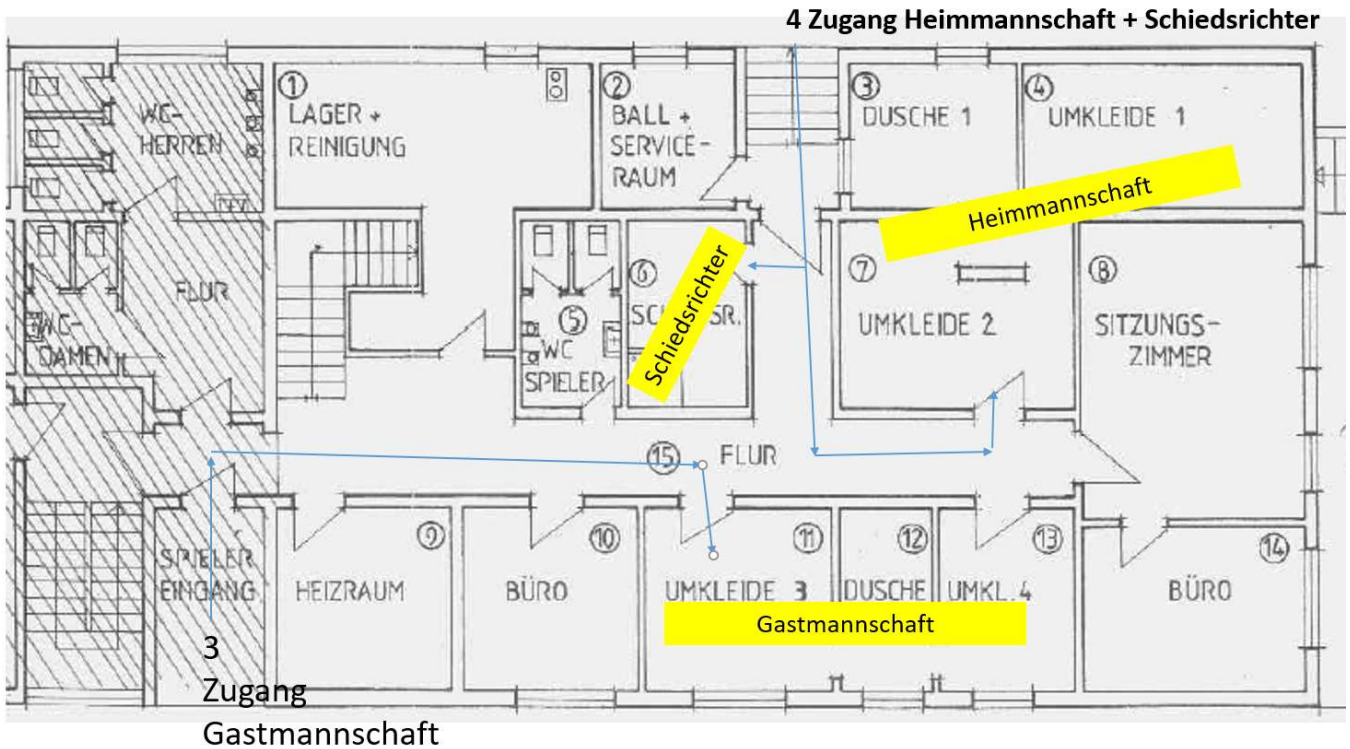 4 Zugang Heimmannschaft + Schiedsrichter
WC-
HERREN
1
LAGER +
REINIGUNG
2
BALL +
SERVICE-
RAUM
3
DUSCHE 1
4
UMKLEIDE 1
Heimmannschaft
FLUR
WC-
DAMEN
5
WC
SPIELER
6
Schiedsrichter
7
UMKLEIDE 2
8
SITZUNGS-
ZIMMER
15 FLUR
SPIELER
EINGANG
9
HEIZRAUM
10
BÜRO
11
UMKLEIDE 3
12
DUSCHE
13
UMKL. 4
14
BÜRO
Gastmannschaft
3
Zugang
Gastmannschaft